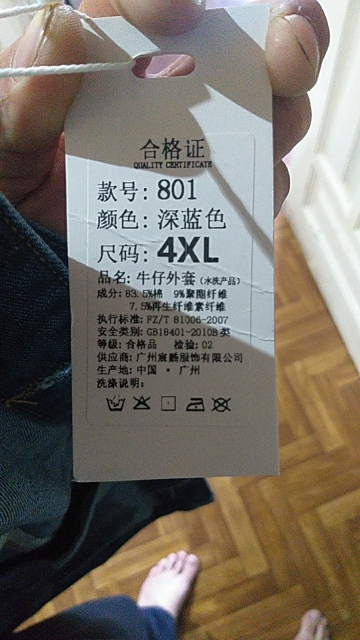 合格证
QUALITY CERTIFICATE
款号: 801
颜色: 深蓝色
尺码: 4XL
品名: 牛仔外套 (水洗产品)
成分: 83.5%棉 9%聚酯纤维
7.5%再生纤维素纤维
执行标准: FZ/T 81006-2007
安全类别: GB18401-2010B类
等级: 合格品 检验: 02
供应商: 广州宸酷服饰有限公司
生产地: 中国 · 广州
洗涤说明: